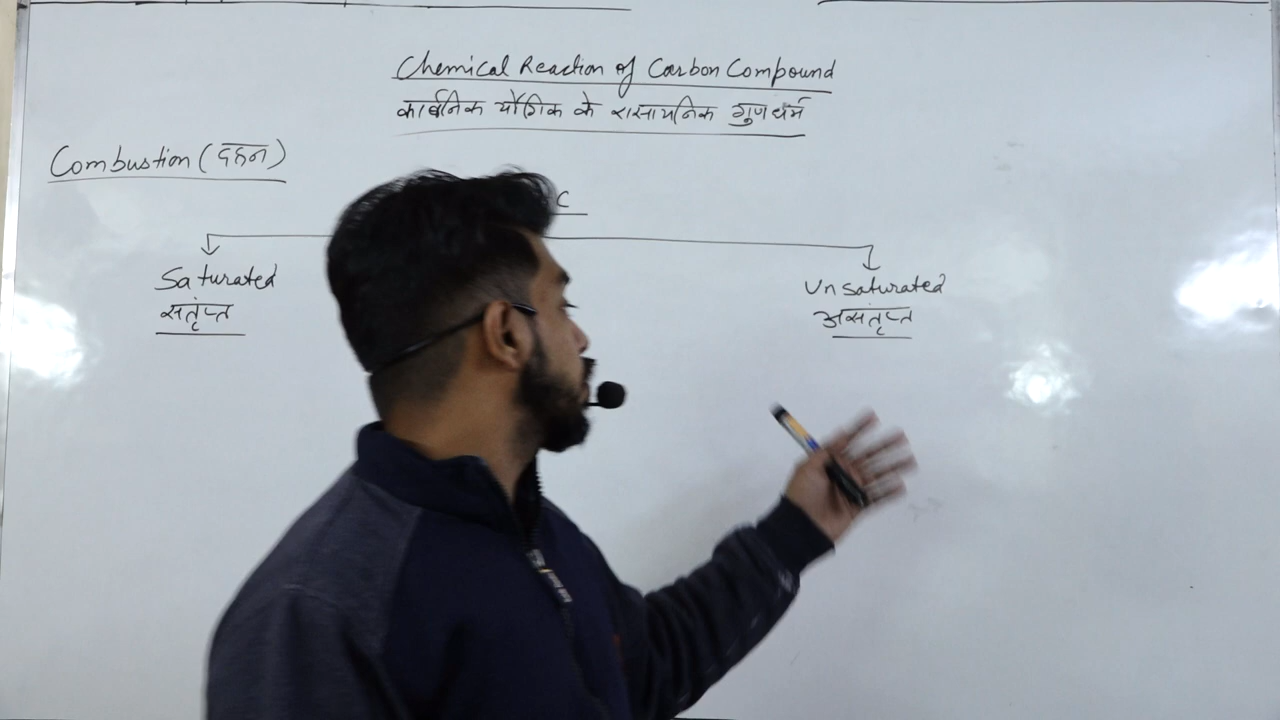 Chemical Reaction of Carbon Compound
कार्बनिक यौगिक के रासायनिक गुणधर्म
Combustion (दहन)
C
Saturated
संतृप्त
Unsaturated
असंतृप्त